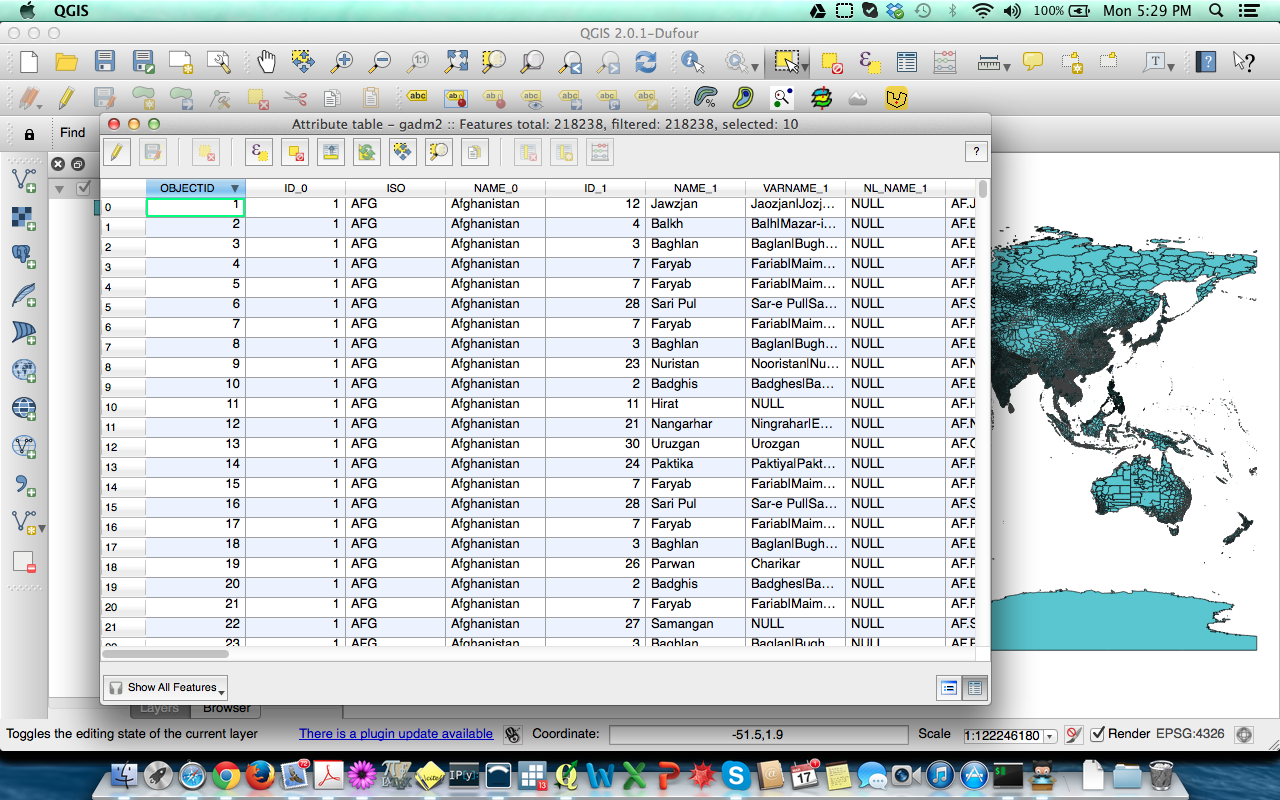 QGIS 100% Mon 5:29 PM
QGIS 2.0.1-Dufour
Find
Attribute table - gadm2 :: Features total: 218238, filtered: 218238, selected: 10
?
OBJECTID ID_0 ISO NAME_0 ID_1 NAME_1 VARNAME_1 NL_NAME_1
0 1 1 AFG Afghanistan 12 Jawzjan Jaozjan|Jozj... NULL AF.J
1 2 1 AFG Afghanistan 4 Balkh Balh|Mazar-i... NULL AF.B
2 3 1 AFG Afghanistan 3 Baghlan Baglan|Bugh... NULL AF.B
3 4 1 AFG Afghanistan 7 Faryab Fariab|Maim... NULL AF.F
4 5 1 AFG Afghanistan 7 Faryab Fariab|Maim... NULL AF.F
5 6 1 AFG Afghanistan 28 Sari Pul Sar-e Pul|Sa... NULL AF.S
6 7 1 AFG Afghanistan 7 Faryab Fariab|Maim... NULL AF.F
7 8 1 AFG Afghanistan 3 Baghlan Baglan|Bugh... NULL AF.B
8 9 1 AFG Afghanistan 23 Nuristan Nooristan|Nu... NULL AF.N
9 10 1 AFG Afghanistan 2 Badghis Badghes|Ba... NULL AF.B
10 11 1 AFG Afghanistan 11 Hirat NULL NULL AF.H
11 12 1 AFG Afghanistan 21 Nangarhar Ningrahar|E... NULL AF.N
12 13 1 AFG Afghanistan 30 Uruzgan Urozgan NULL AF.O
13 14 1 AFG Afghanistan 24 Paktika Paktiya|Pakt... NULL AF.P
14 15 1 AFG Afghanistan 7 Faryab Fariab|Maim... NULL AF.F
15 16 1 AFG Afghanistan 28 Sari Pul Sar-e Pul|Sa... NULL AF.S
16 17 1 AFG Afghanistan 7 Faryab Fariab|Maim... NULL AF.F
17 18 1 AFG Afghanistan 3 Baghlan Baglan|Bugh... NULL AF.B
18 19 1 AFG Afghanistan 26 Parwan Charikar NULL AF.P
19 20 1 AFG Afghanistan 2 Badghis Badghes|Ba... NULL AF.B
20 21 1 AFG Afghanistan 7 Faryab Fariab|Maim... NULL AF.F
21 22 1 AFG Afghanistan 27 Samangan NULL NULL AF.S
23 1 AFG Afghanistan 3 Baghlan Baglan|Bugh NULL
Show All Features
Layers Browser
Toggles the editing state of the current layer There is a plugin update available Coordinate: -51.5,1.9 Scale 1:122246180 Render EPSG:4326